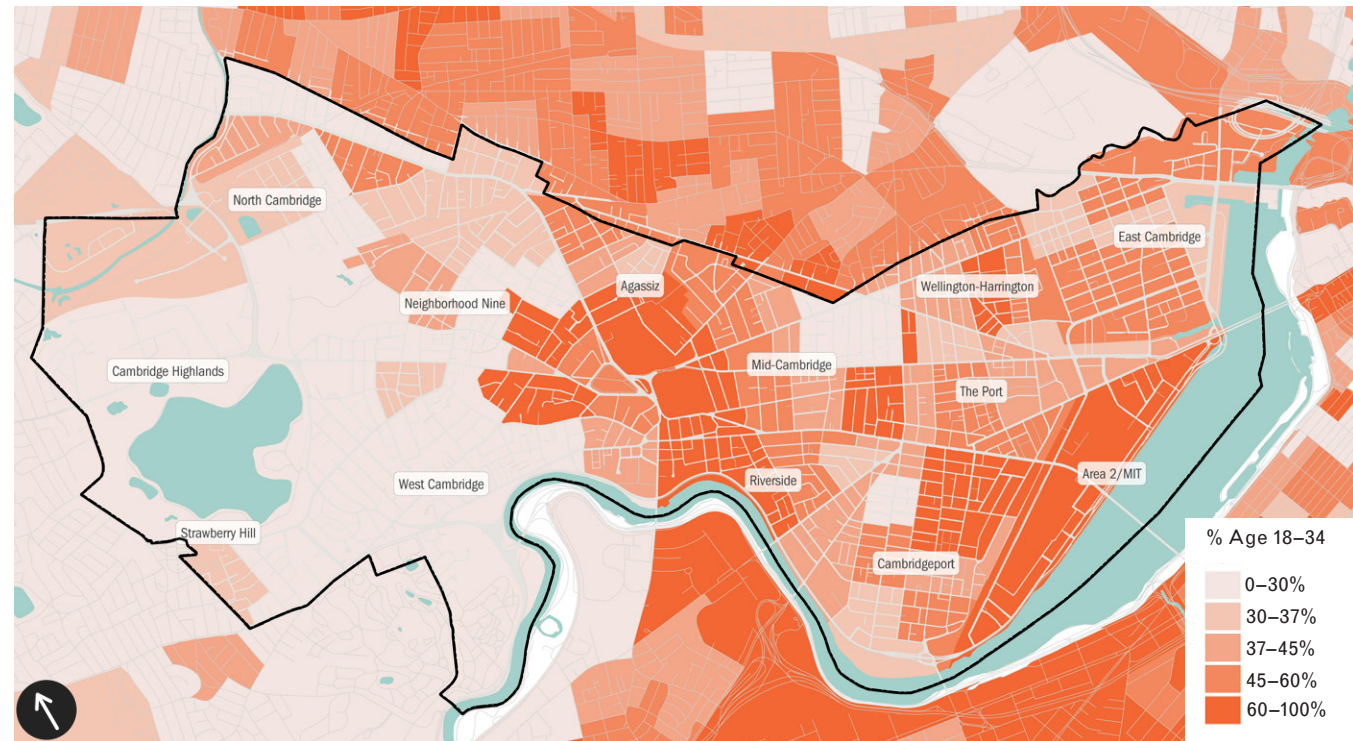 North Cambridge
East Cambridge
Agassiz
Wellington-Harrington
Neighborhood Nine
Mid-Cambridge
Cambridge Highlands
The Port
Area 2/MIT
Riverside
West Cambridge
Strawberry Hill
Cambridgeport
% Age 18–34
0–30%
30–37%
37–45%
45–60%
60–100%